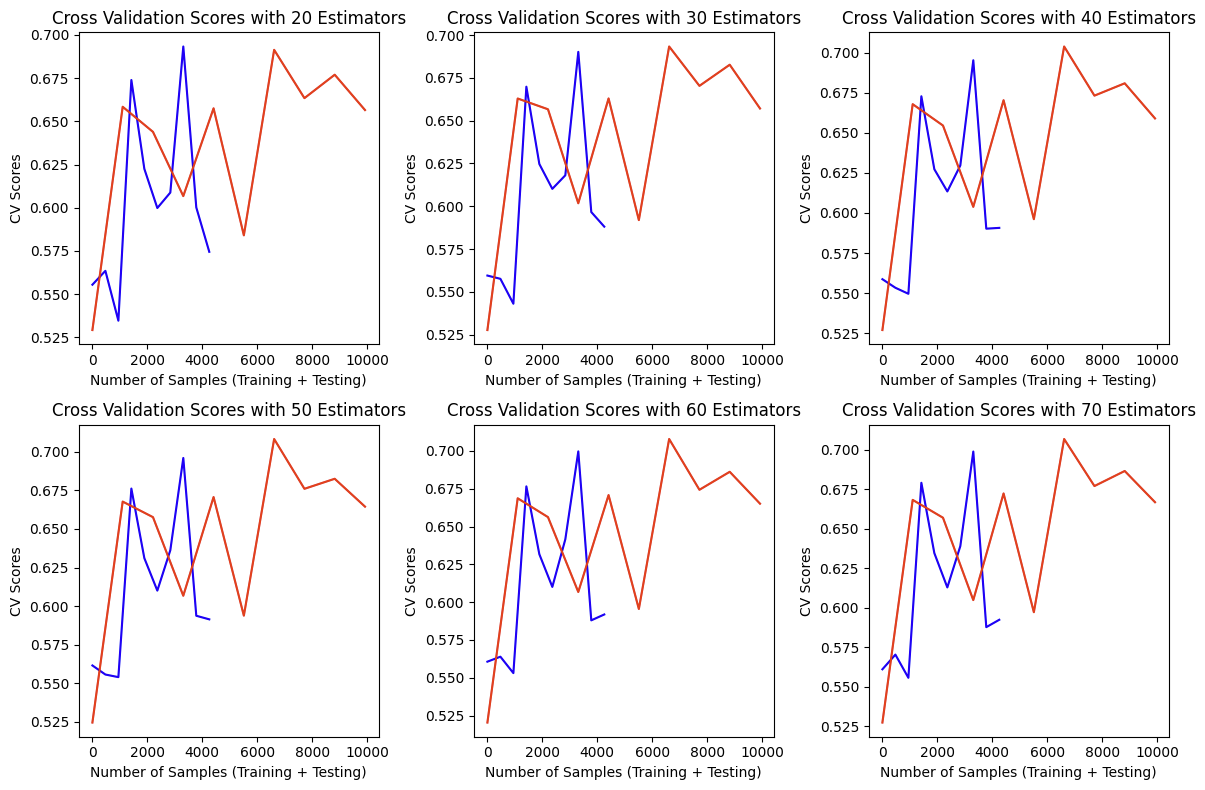 Cross Validation Scores with 20 Estimators
CV Scores
0.700
0.675
0.650
0.625
0.600
0.575
0.550
0.525
0 2000 4000 6000 8000 10000
Number of Samples (Training + Testing)
Cross Validation Scores with 30 Estimators
CV Scores
0.700
0.675
0.650
0.625
0.600
0.575
0.550
0.525
0 2000 4000 6000 8000 10000
Number of Samples (Training + Testing)
Cross Validation Scores with 40 Estimators
CV Scores
0.700
0.675
0.650
0.625
0.600
0.575
0.550
0.525
0 2000 4000 6000 8000 10000
Number of Samples (Training + Testing)
Cross Validation Scores with 50 Estimators
CV Scores
0.700
0.675
0.650
0.625
0.600
0.575
0.550
0.525
0 2000 4000 6000 8000 10000
Number of Samples (Training + Testing)
Cross Validation Scores with 60 Estimators
CV Scores
0.700
0.675
0.650
0.625
0.600
0.575
0.550
0.525
0 2000 4000 6000 8000 10000
Number of Samples (Training + Testing)
Cross Validation Scores with 70 Estimators
CV Scores
0.700
0.675
0.650
0.625
0.600
0.575
0.550
0.525
0 2000 4000 6000 8000 10000
Number of Samples (Training + Testing)